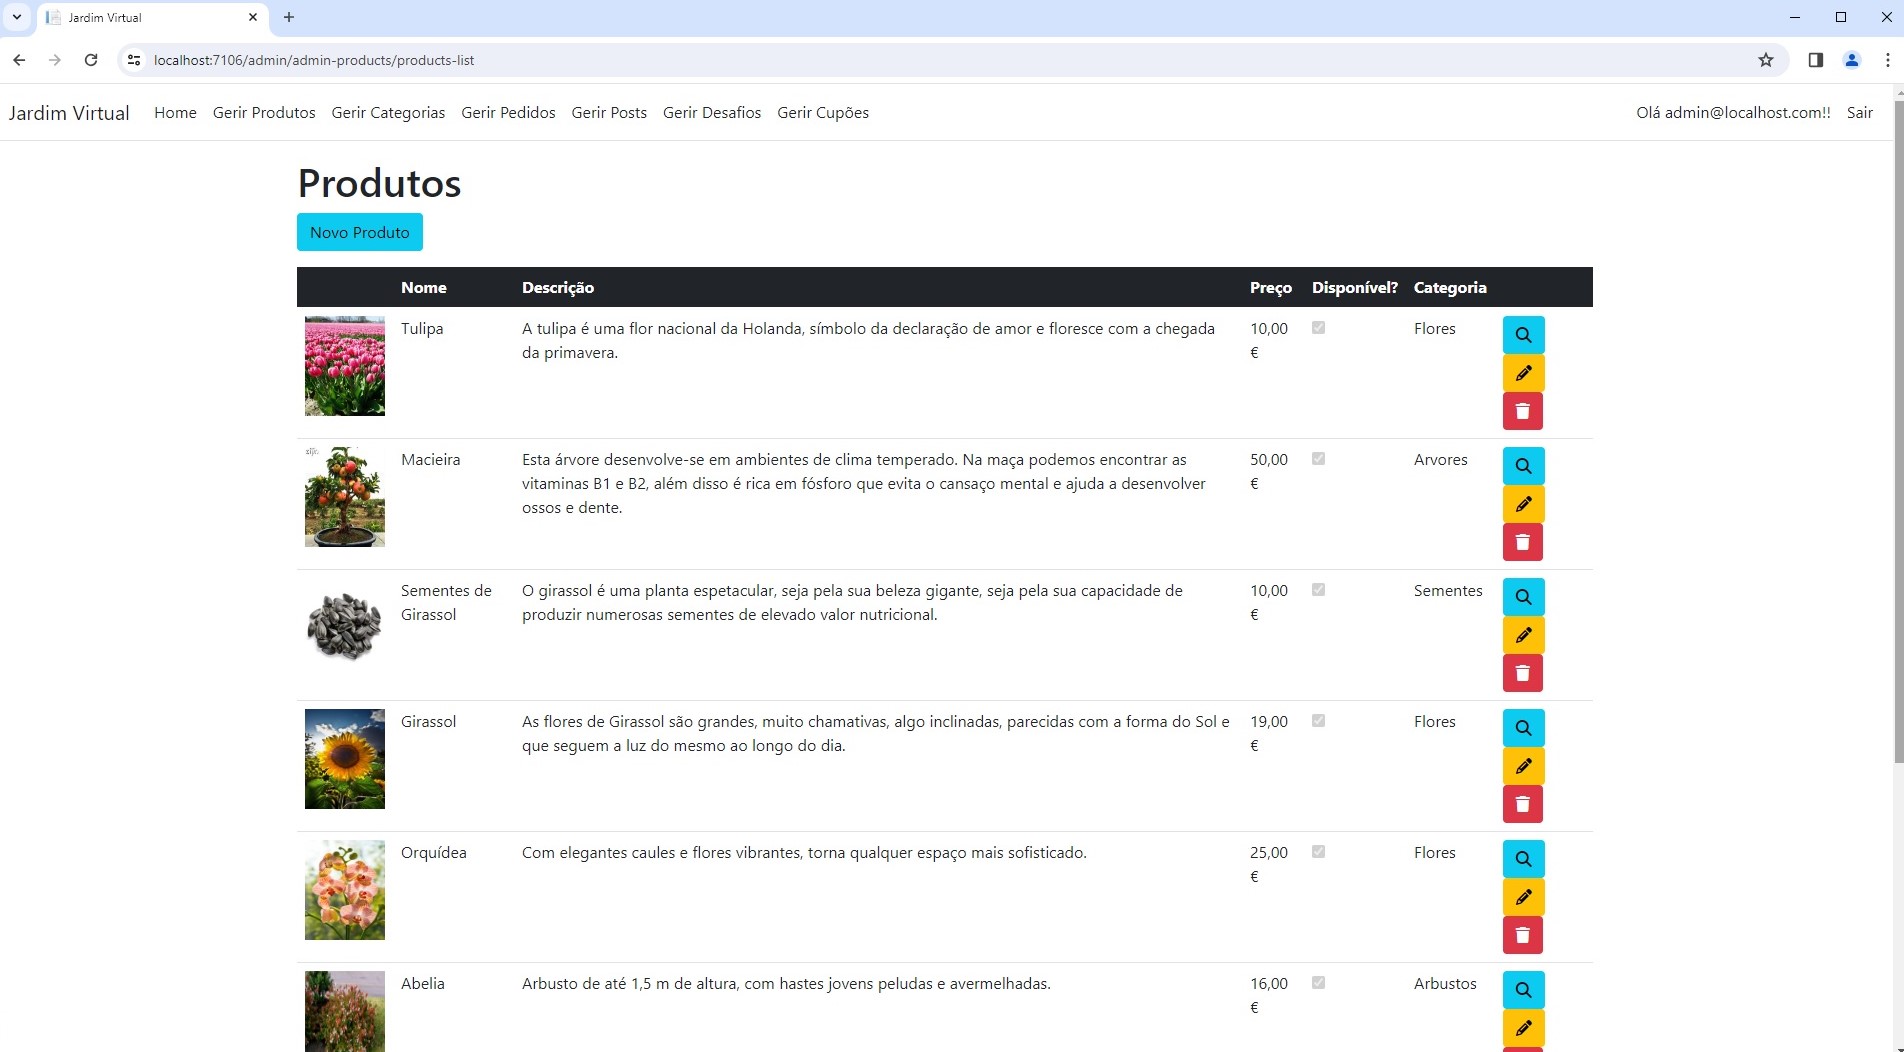 Jardim Virtual
localhost:7106/admin/admin-products/products-list
Jardim Virtual Home Gerir Produtos Gerir Categorias Gerir Pedidos Gerir Posts Gerir Desafios Gerir Cupões Olá admin@localhost.com!! Sair
Produtos
Novo Produto
Nome Descrição Preço Disponível? Categoria
Tulipa A tulipa é uma flor nacional da Holanda, símbolo da declaração de amor e floresce com a chegada 10,00 Flores
da primavera. €
Macieira Esta árvore desenvolve-se em ambientes de clima temperado. Na maça podemos encontrar as 50,00 Arvores
vitaminas B1 e B2, além disso é rica em fósforo que evita o cansaço mental e ajuda a desenvolver €
ossos e dente.
Sementes de O girassol é uma planta espetacular, seja pela sua beleza gigante, seja pela sua capacidade de 10,00 Sementes
Girassol produzir numerosas sementes de elevado valor nutricional. €
Girassol As flores de Girassol são grandes, muito chamativas, algo inclinadas, parecidas com a forma do Sol e 19,00 Flores
que seguem a luz do mesmo ao longo do dia. €
Orquídea Com elegantes caules e flores vibrantes, torna qualquer espaço mais sofisticado. 25,00 Flores
€
Abelia Arbusto de até 1,5 m de altura, com hastes jovens peludas e avermelhadas. 16,00 Arbustos
€